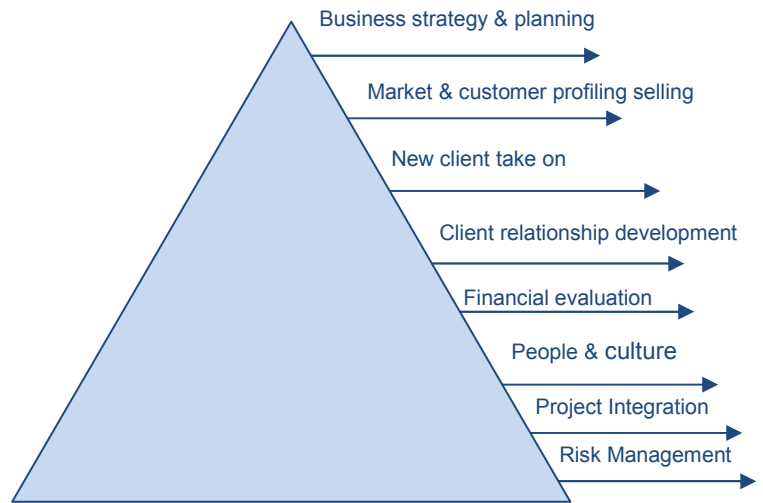 Business strategy & planning
Market & customer profiling selling
New client take on
Client relationship development
Financial evaluation
People & culture
Project Integration
Risk Management